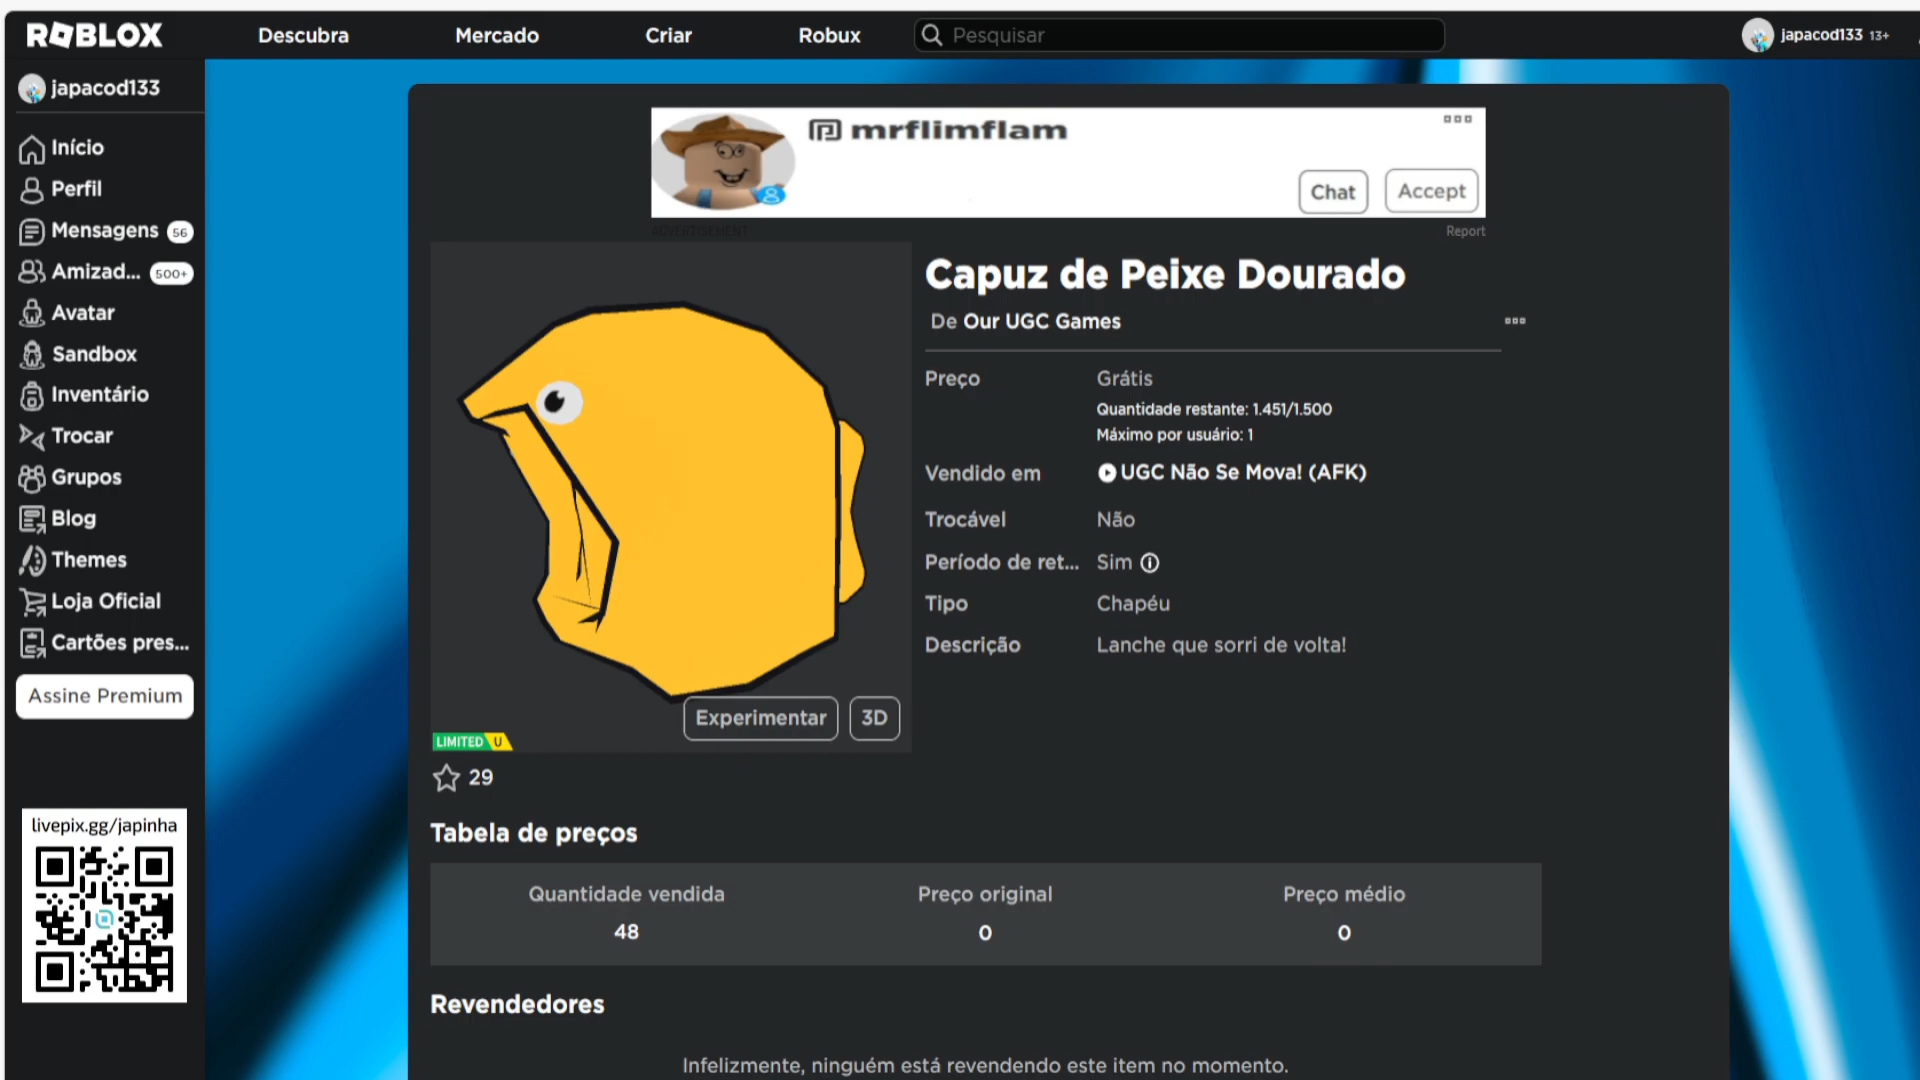 ROBLOX
Descubra
Mercado
Criar
Robux
Pesquisar
japacod133 13+
japacod133
Início
Perfil
Mensagens 56
Amizad... 500+
Avatar
Sandbox
Inventário
Trocar
Grupos
Blog
Themes
Loja Oficial
Cartões pres...
Assine Premium
livepix.gg/japinha
mrflimflam
Chat
Accept
ADVERTISEMENT
Report
Capuz de Peixe Dourado
De Our UGC Games
Preço
Grátis
Quantidade restante: 1.451/1.500
Máximo por usuário: 1
Vendido em
UGC Não Se Mova! (AFK)
Trocável
Não
Período de ret...
Sim
Tipo
Chapéu
Descrição
Lanche que sorri de volta!
Experimentar
3D
LIMITED U
29
Tabela de preços
Quantidade vendida
48
Preço original
0
Preço médio
0
Revendedores
Infelizmente, ninguém está revendendo este item no momento.